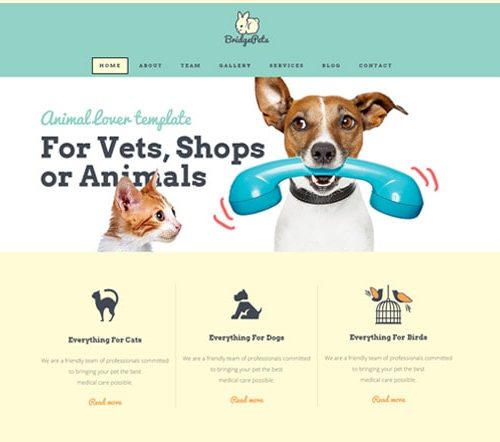 BridgePets
HOME ABOUT TEAM GALLERY SERVICES BLOG CONTACT
Animal Lover template
For Vets, Shops
or Animals
Everything For Cats
We are a friendly team of professionals committed
to bringing your pet the best
medical care possible.
Read more
Everything For Dogs
We are a friendly team of professionals committed
to bringing your pet the best
medical care possible.
Read more
Everything For Birds
We are a friendly team of professionals committed
to bringing your pet the best
medical care possible.
Read more